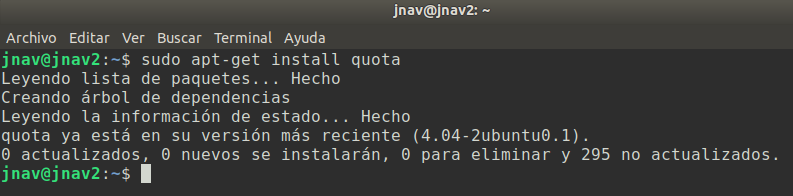 jnav@jnav2: ~
Archivo Editar Ver Buscar Terminal Ayuda
jnav@jnav2:~$ sudo apt-get install quota
Leyendo lista de paquetes... Hecho
Creando árbol de dependencias
Leyendo la información de estado... Hecho
quota ya está en su versión más reciente (4.04-2ubuntu0.1).
0 actualizados, 0 nuevos se instalarán, 0 para eliminar y 295 no actualizados.
jnav@jnav2:~$